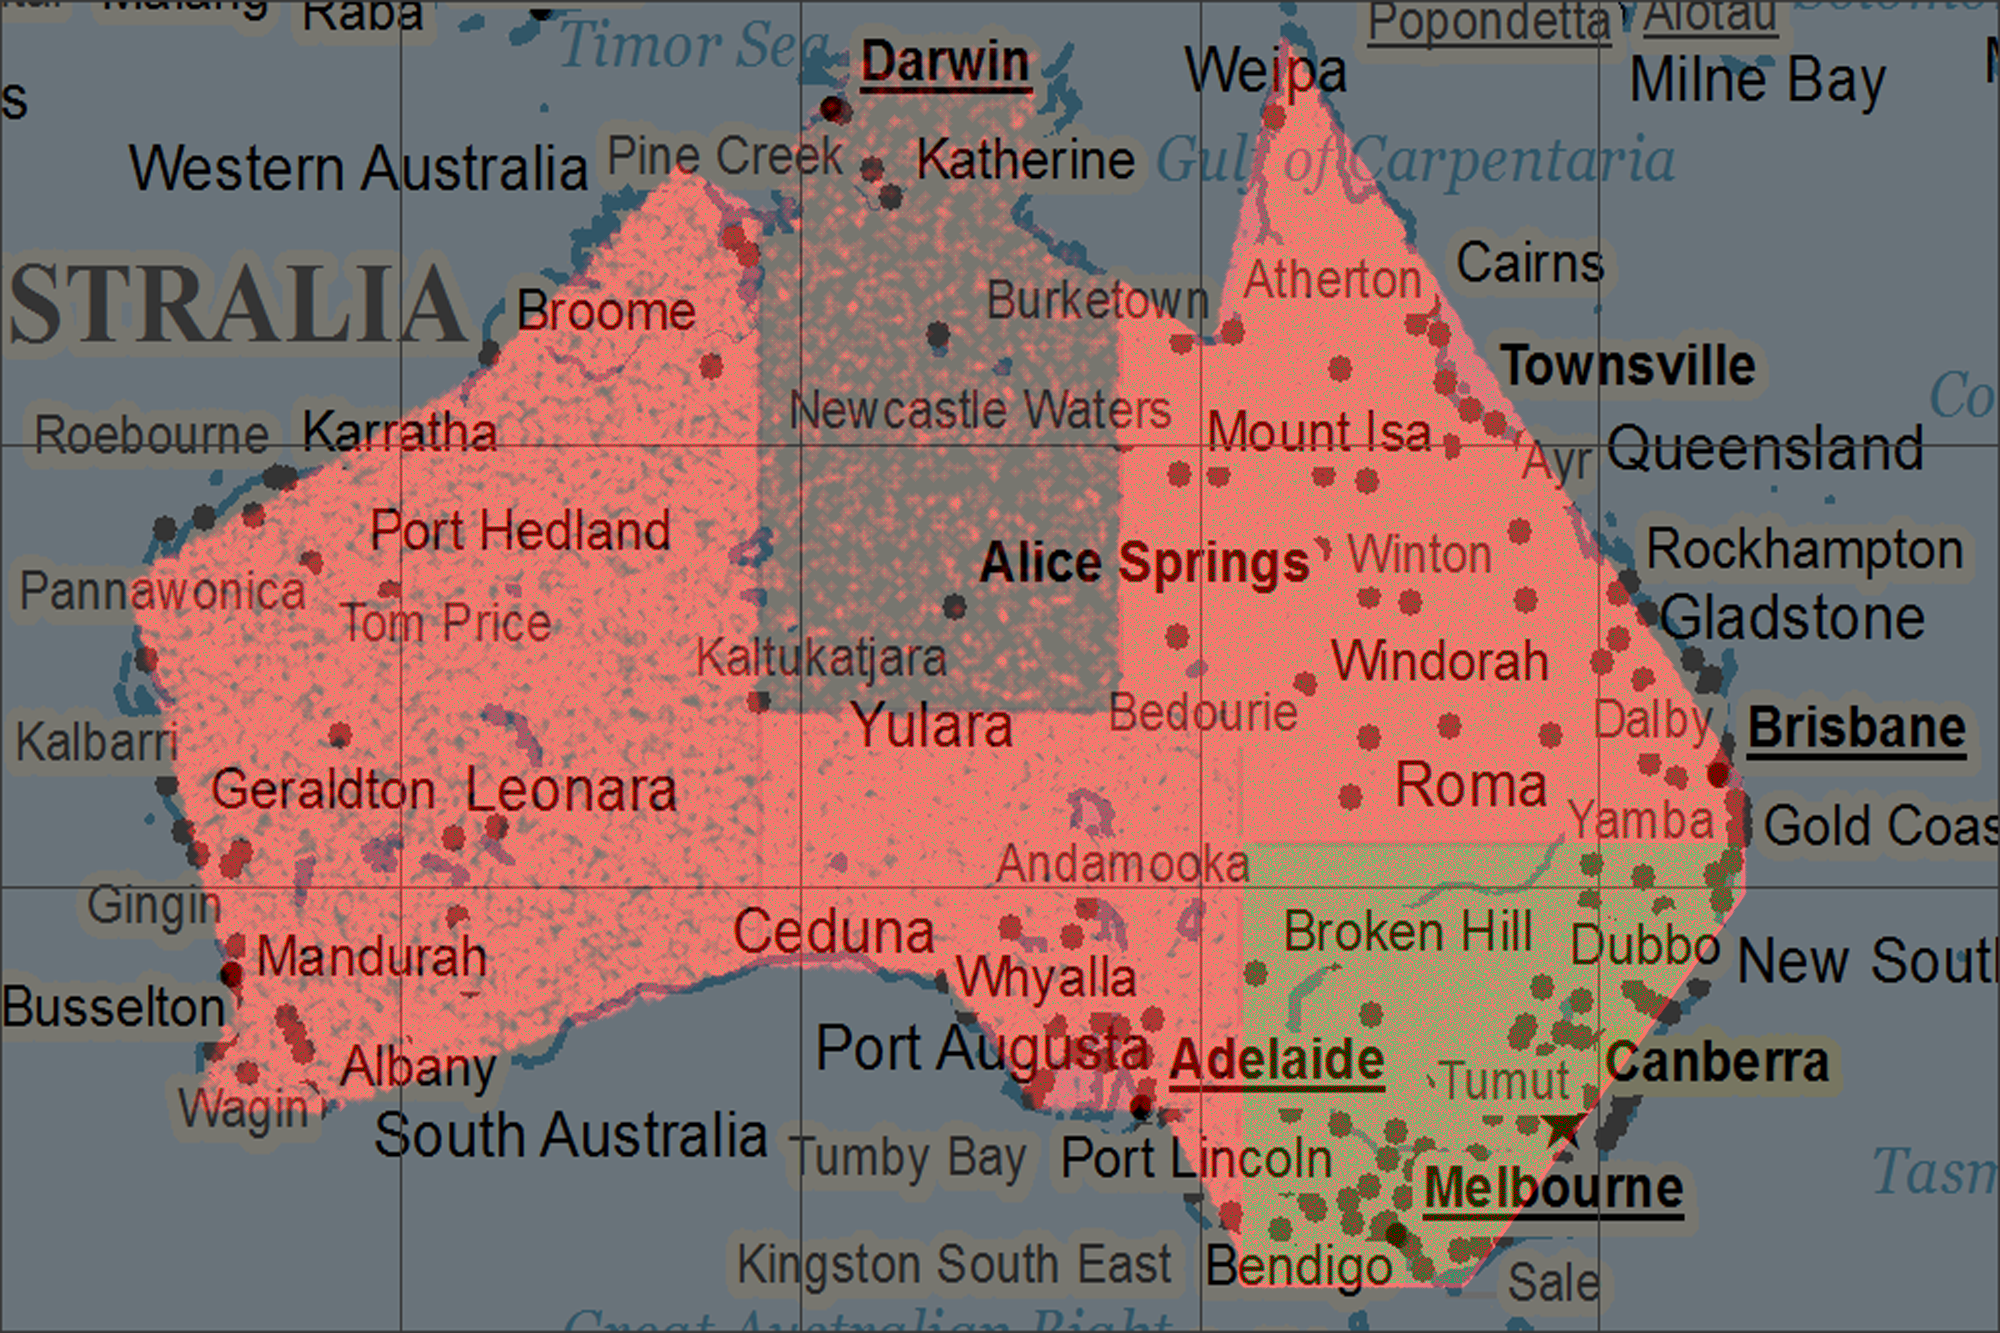 Raba
Timor Sea
Darwin
Weipa
Popondetta
Alotau
Milne Bay
s
Western Australia
Pine Creek
Katherine
Gulf of Carpentaria
STRALIA
Broome
Burketown
Atherton
Cairns
Townsville
Roebourne
Karratha
Newcastle Waters
Mount Isa
Ayr
Queensland
Co
Port Hedland
Alice Springs
Winton
Rockhampton
Pannawonica
Tom Price
Kaltukatjara
Windorah
Gladstone
Kalbarri
Yulara
Bedourie
Dalby
Brisbane
Geraldton
Leonara
Roma
Yamba
Gold Coas
Gingin
Andamooka
Mandurah
Ceduna
Broken Hill
Dubbo
New Sout
Busselton
Whyalla
Port Augusta
Adelaide
Canberra
Albany
Tumut
Wagin
South Australia
Tumby Bay
Port Lincoln
Melbourne
Tasm
Kingston South East
Bendigo
Sale
Great Australian Bight